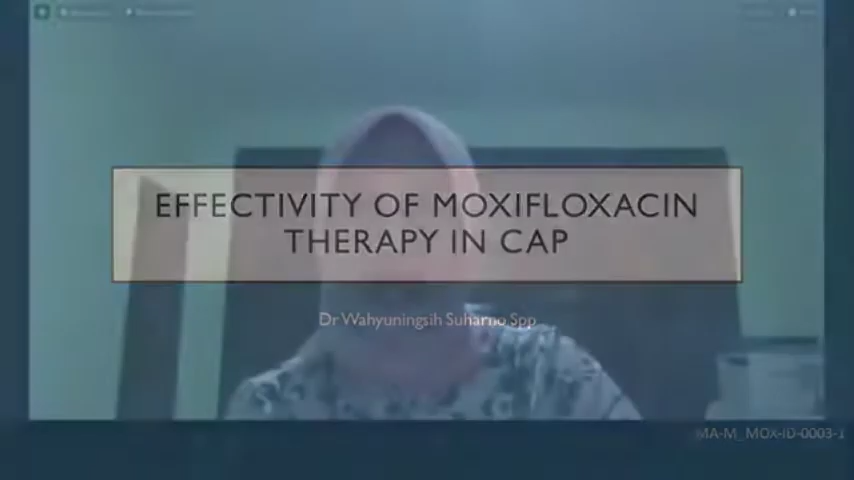 EFFECTIVITY OF MOXIFLOXACIN
THERAPY IN CAP
Dr Wahyuningsih Suharno Spp
MA-M_MOX-ID-0003-1